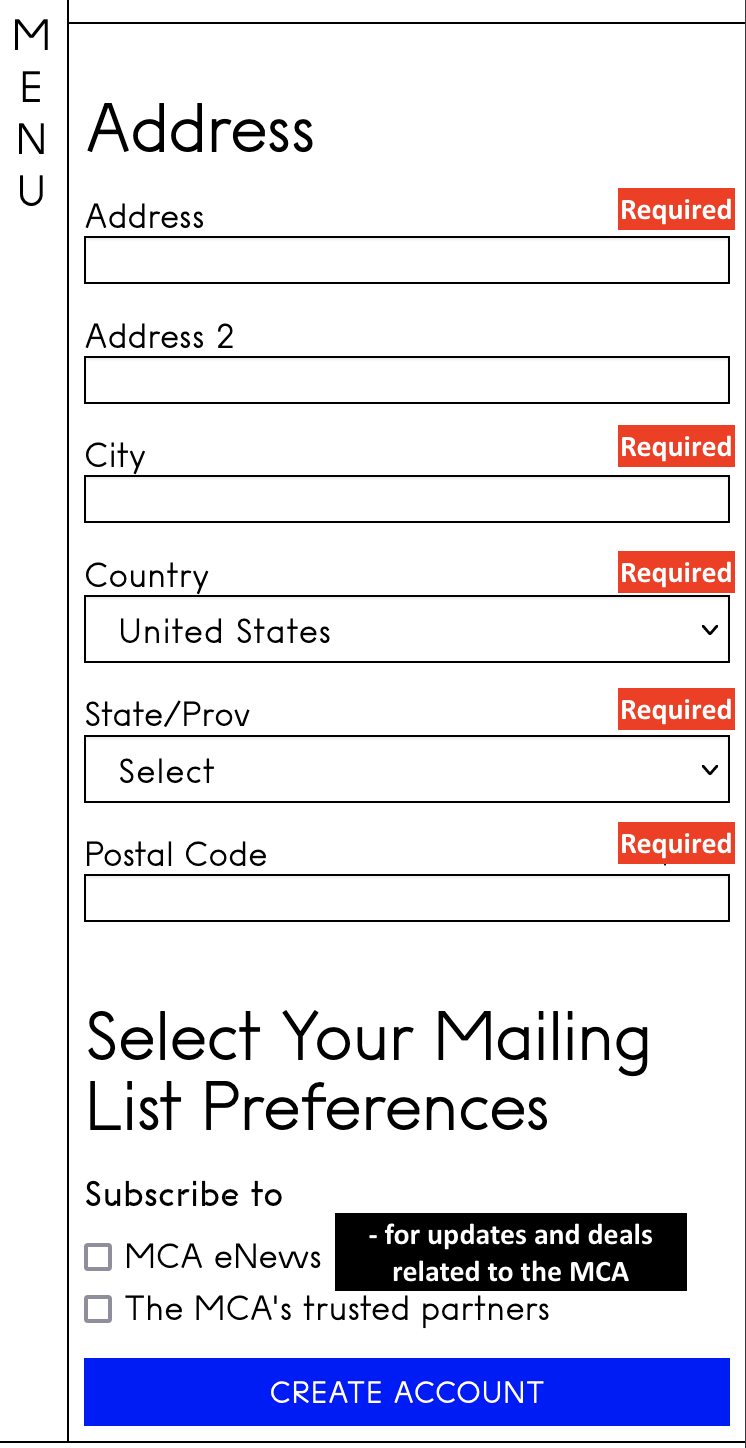 MENU
Address
Address Required
Address 2
City Required
Country Required
United States
State/Prov Required
Select
Postal Code Required
Select Your Mailing
List Preferences
Subscribe to
MCA eNews - for updates and deals
related to the MCA
The MCA's trusted partners
CREATE ACCOUNT